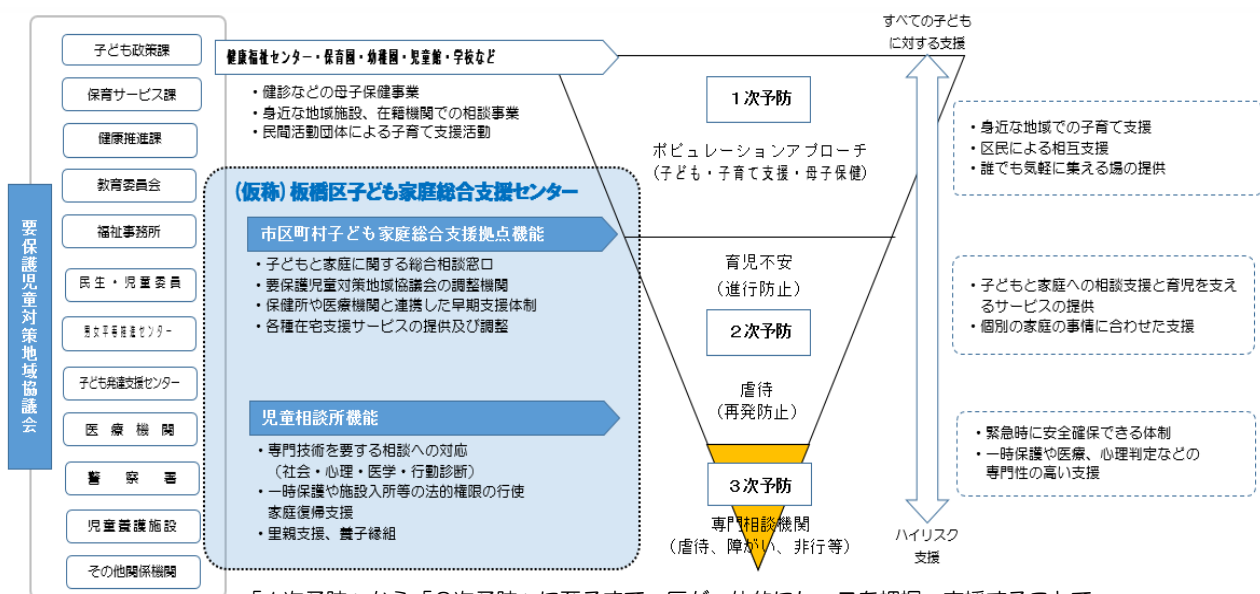 要保護児童対策地域協議会
子ども政策課
保育サービス課
健康推進課
教育委員会
福祉事務所
民生・児童委員
男女平等推進センター
子ども発達支援センター
医療機関
警察署
児童養護施設
その他関係機関
健康福祉センター・保育園・幼稚園・児童館・学校など
・健診などの母子保健事業
・身近な地域施設、在籍機関での相談事業
・民間活動団体による子育て支援活動
(仮称)板橋区子ども家庭総合支援センター
市区町村子ども家庭総合支援拠点機能
・子どもと家庭に関する総合相談窓口
・要保護児童対策地域協議会の調整機関
・保健所や医療機関と連携した早期支援体制
・各種在宅支援サービスの提供及び調整
児童相談所機能
・専門技術を要する相談への対応
(社会・心理・医学・行動診断)
・一時保護や施設入所等の法的権限の行使
家庭復帰支援
・里親支援、養子縁組
1次予防
ポピュレーションアプローチ
(子ども・子育て支援・母子保健)
育児不安
(進行防止)
2次予防
虐待
(再発防止)
3次予防
専門相談機関
(虐待、障がい、非行等)
すべての子ども
に対する支援
ハイリスク
支援
・身近な地域での子育て支援
・区民による相互支援
・誰でも気軽に集える場の提供
・子どもと家庭への相談支援と育児を支え
るサービスの提供
・個別の家庭の事情に合わせた支援
・緊急時に安全確保できる体制
・一時保護や医療、心理判定などの
専門性の高い支援